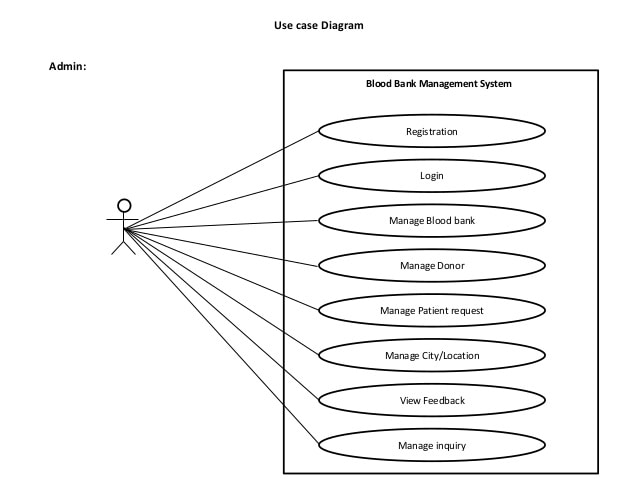 Use case Diagram
Admin:
Blood Bank Management System
Registration
Login
Manage Blood bank
Manage Donor
Manage Patient request
Manage City/Location
View Feedback
Manage inquiry